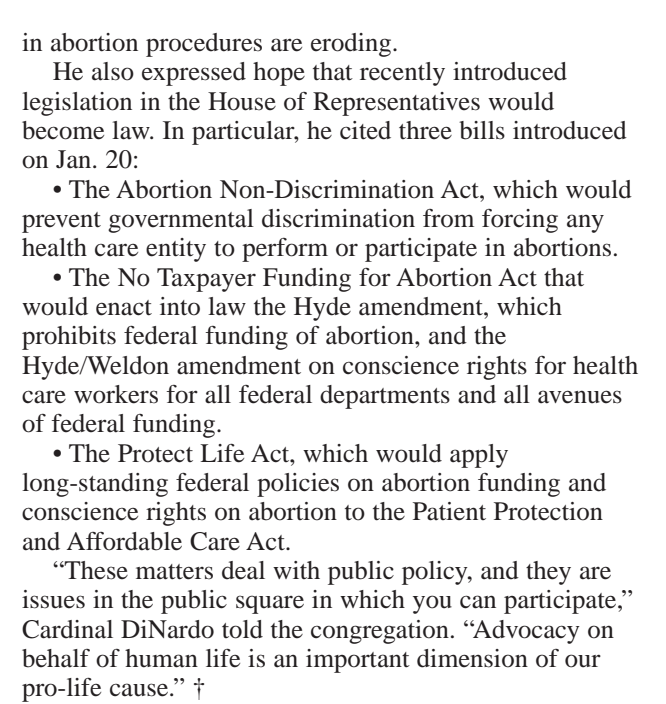 in abortion procedures are eroding.
He also expressed hope that recently introduced
legislation in the House of Representatives would
become law. In particular, he cited three bills introduced
on Jan. 20:
• The Abortion Non-Discrimination Act, which would
prevent governmental discrimination from forcing any
health care entity to perform or participate in abortions.
• The No Taxpayer Funding for Abortion Act that
would enact into law the Hyde amendment, which
prohibits federal funding of abortion, and the
Hyde/Weldon amendment on conscience rights for health
care workers for all federal departments and all avenues
of federal funding.
• The Protect Life Act, which would apply
long-standing federal policies on abortion funding and
conscience rights on abortion to the Patient Protection
and Affordable Care Act.
“These matters deal with public policy, and they are
issues in the public square in which you can participate,”
Cardinal DiNardo told the congregation. “Advocacy on
behalf of human life is an important dimension of our
pro-life cause.” †